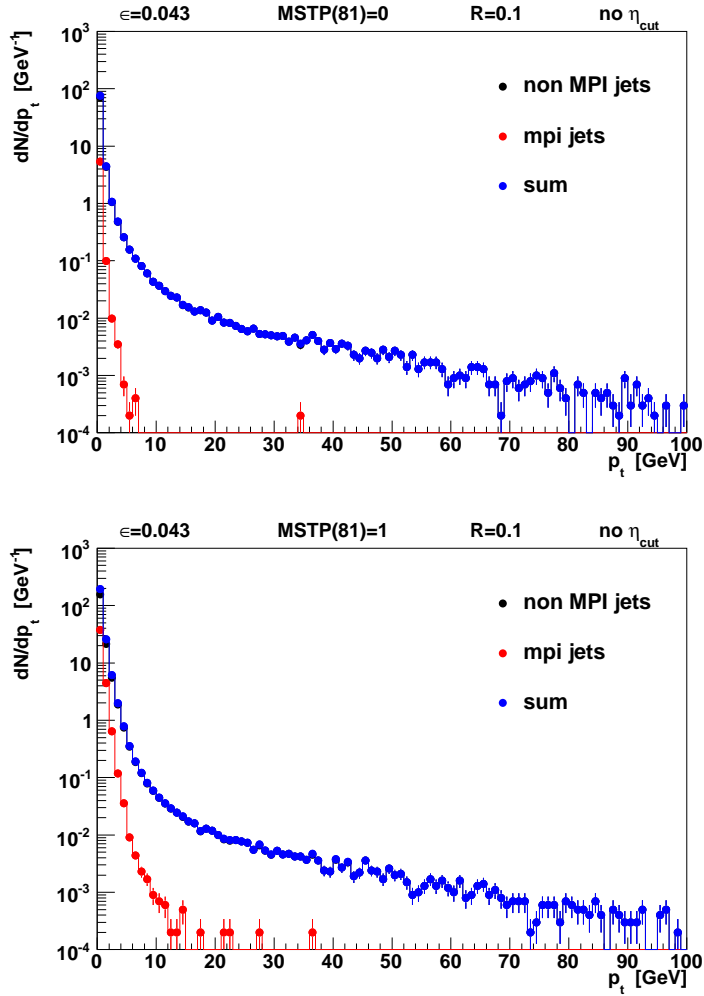 ϵ=0.043 MSTP(81)=0 R=0.1 no η_cut
dN/dp_t [GeV^-1]
10^3
10^2
10
1
10^-1
10^-2
10^-3
10^-4
non MPI jets
mpi jets
sum
0 10 20 30 40 50 60 70 80 90 100
p_t [GeV]
ϵ=0.043 MSTP(81)=1 R=0.1 no η_cut
dN/dp_t [GeV^-1]
10^3
10^2
10
1
10^-1
10^-2
10^-3
10^-4
non MPI jets
mpi jets
sum
0 10 20 30 40 50 60 70 80 90 100
p_t [GeV]